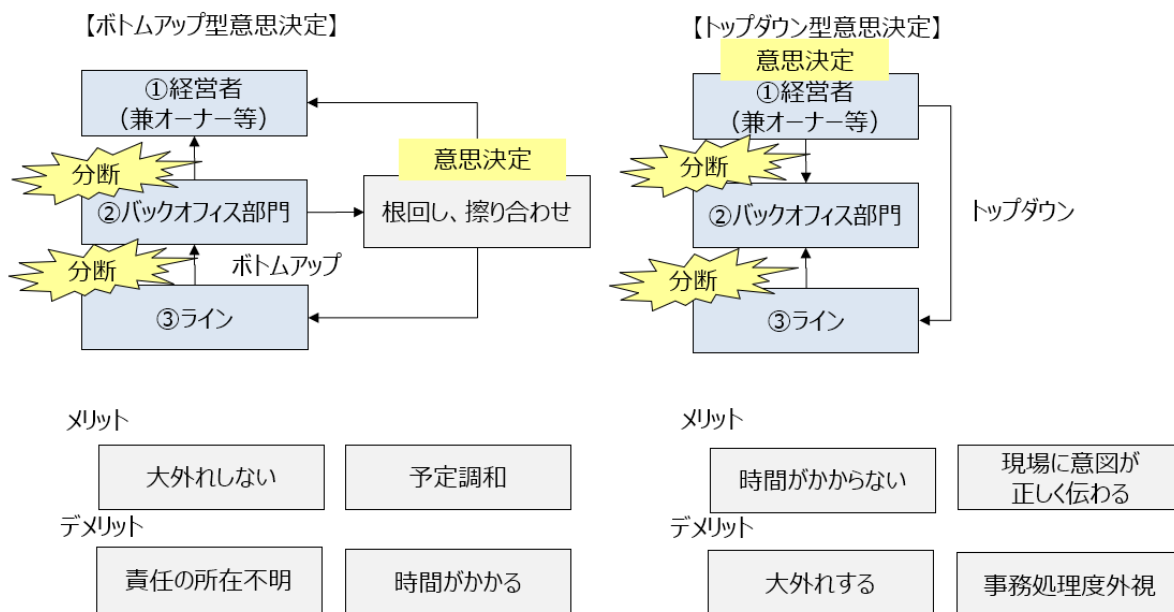 【ボトムアップ型意思決定】
①経営者
（兼オーナー等）
分断
②バックオフィス部門
意思決定
根回し、擦り合わせ
分断
ボトムアップ
③ライン
メリット
大外れしない
予定調和
デメリット
責任の所在不明
時間がかかる
【トップダウン型意思決定】
意思決定
①経営者
（兼オーナー等）
分断
②バックオフィス部門
トップダウン
分断
③ライン
メリット
時間がかからない
現場に意図が
正しく伝わる
デメリット
大外れする
事務処理度外視